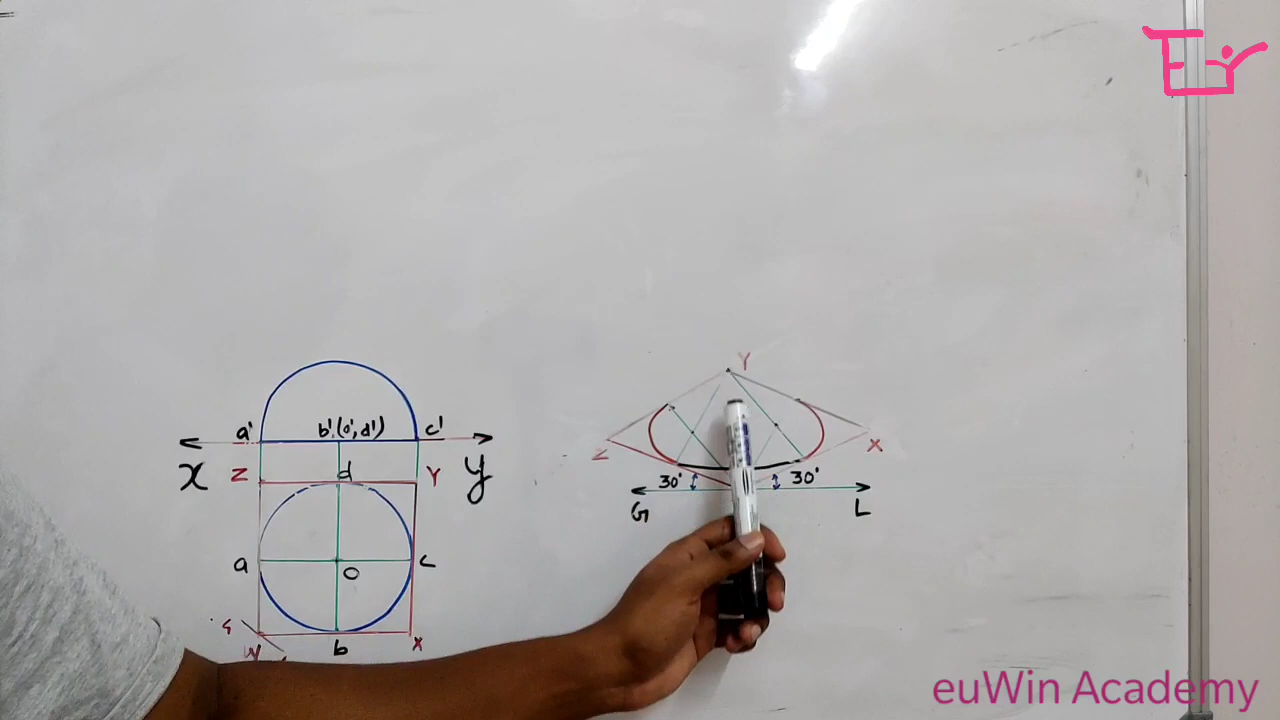 Y
a' b'(o',d') c'
Z X
x Z d Y y
30' 30'
G L
a o c
S
W b X
euWin Academy